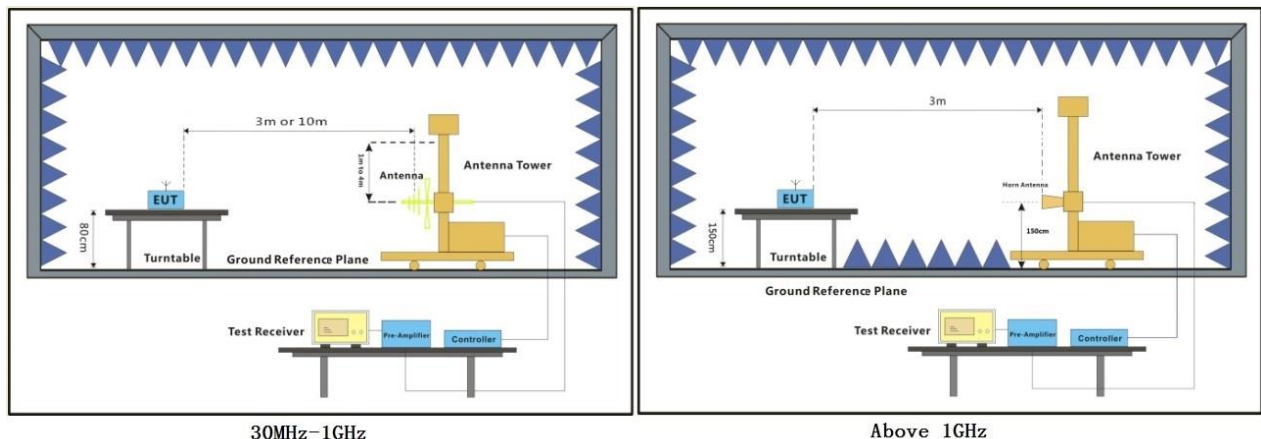 3m or 10m
1m to 4m
Antenna
Antenna Tower
EUT
80cm
Turntable
Ground Reference Plane
Test Receiver
Pre-Amplifier
Controller
30MHz-1GHz
3m
Antenna Tower
Horn Antenna
EUT
150cm
150cm
Turntable
Ground Reference Plane
Test Receiver
Pre-Amplifier
Controller
Above 1GHz